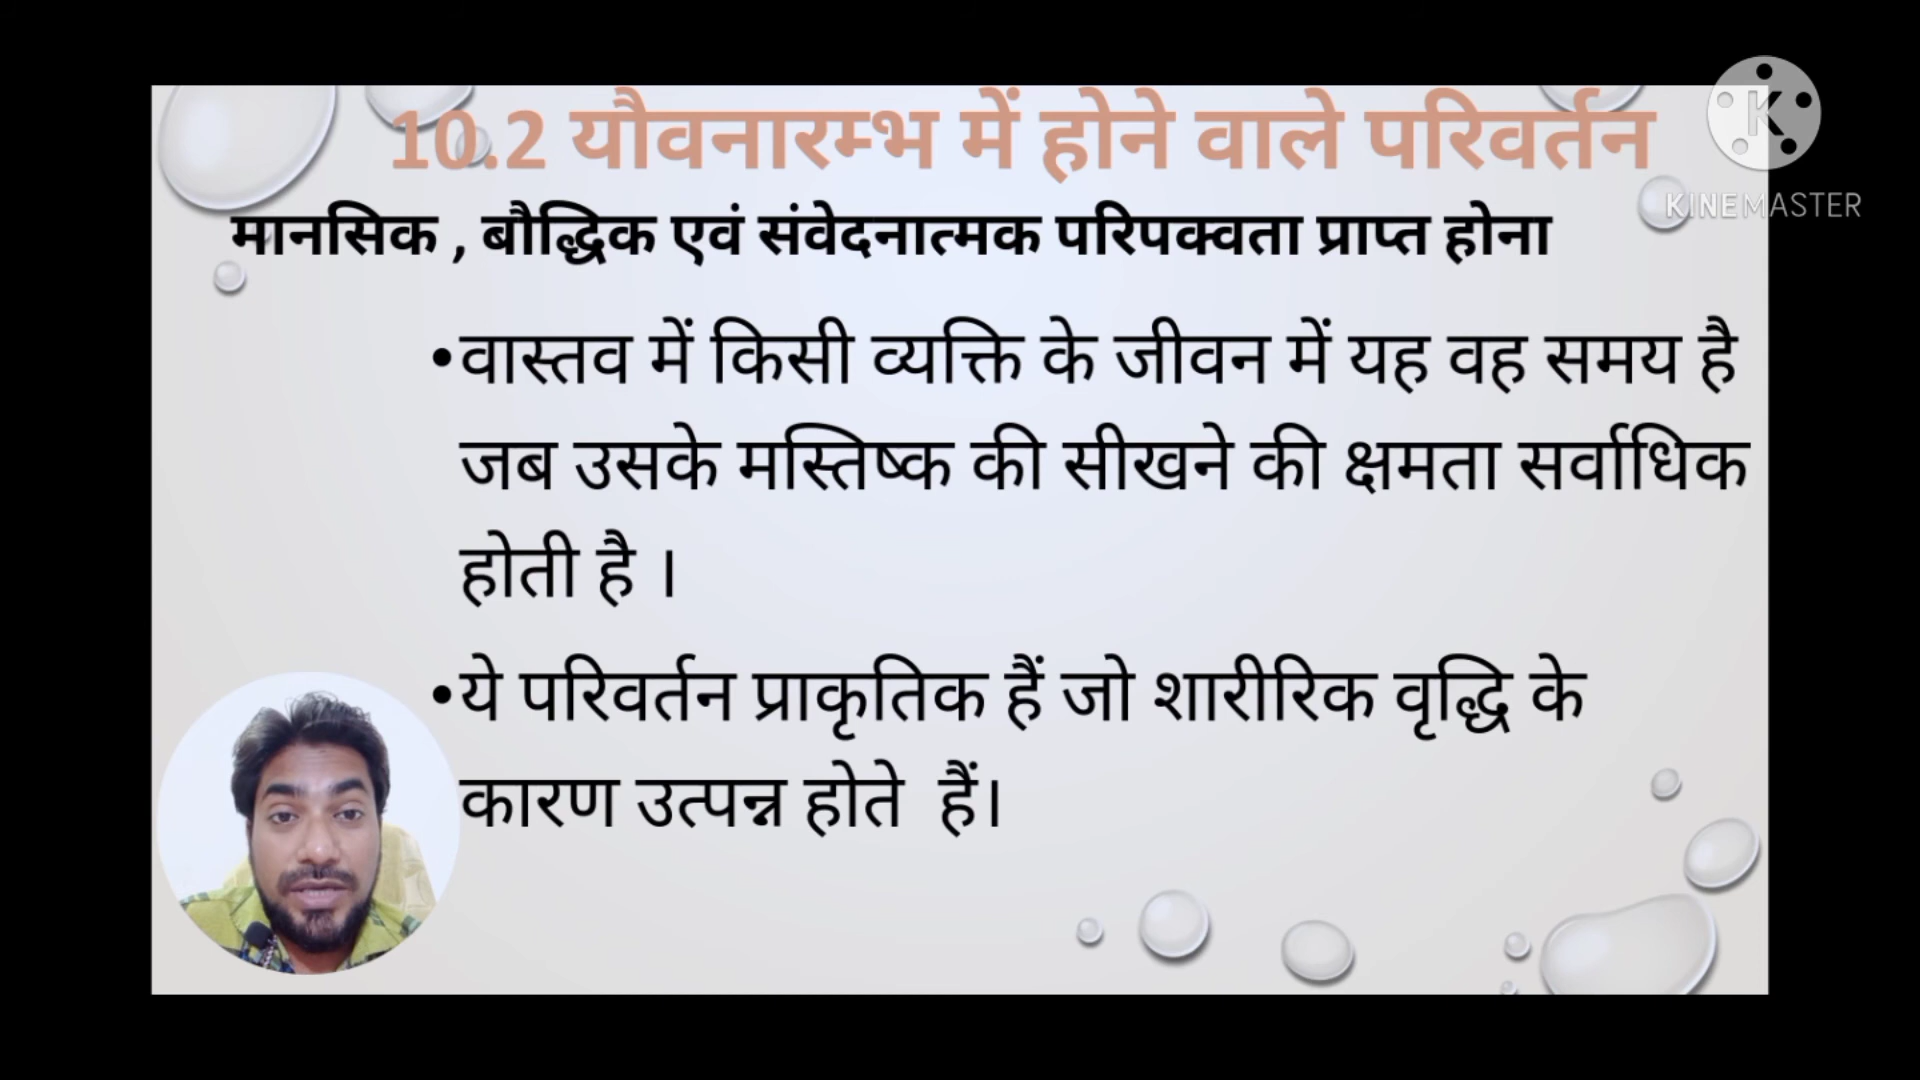 10.2 यौवनारम्भ में होने वाले परिवर्तन
मानसिक , बौद्धिक एवं संवेदनात्मक परिपक्वता प्राप्त होना
•वास्तव में किसी व्यक्ति के जीवन में यह वह समय है
जब उसके मस्तिष्क की सीखने की क्षमता सर्वाधिक
होती है ।
•ये परिवर्तन प्राकृतिक हैं जो शारीरिक वृद्धि के
कारण उत्पन्न होते हैं।
K
KINEMASTER